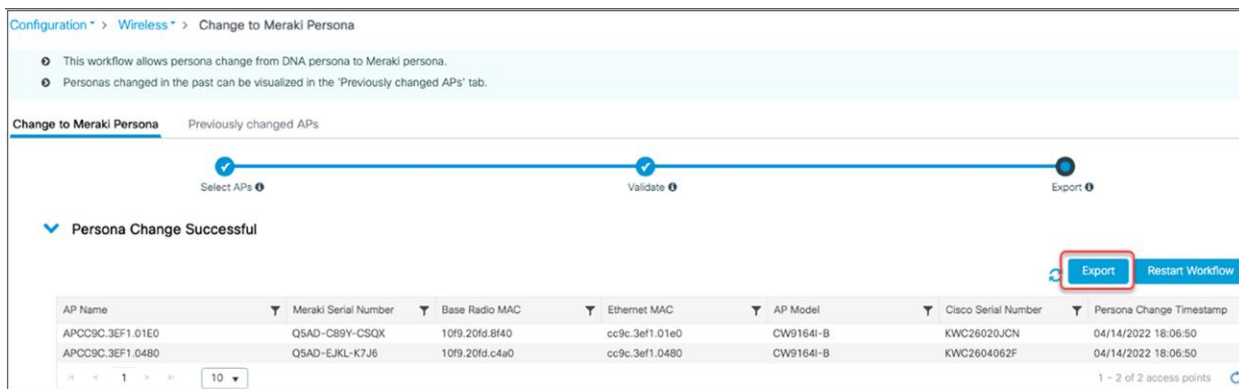 Configuration > Wireless > Change to Meraki Persona
This workflow allows persona change from DNA persona to Meraki persona.
Personas changed in the past can be visualized in the 'Previously changed APs' tab.
Change to Meraki Persona Previously changed APs
Select APs Validate Export
Persona Change Successful
Export Restart Workflow
AP Name Meraki Serial Number Base Radio MAC Ethernet MAC AP Model Cisco Serial Number Persona Change Timestamp
APCC9C.3EF1.01E0 Q5AD-C89Y-CSQX 10f9.20fd.8f40 cc9c.3ef1.01e0 CW9164I-B KWC26020JCN 04/14/2022 18:06:50
APCC9C.3EF1.0480 Q5AD-EJKL-K7J6 10f9.20fd.c4a0 cc9c.3ef1.0480 CW9164I-B KWC2604062F 04/14/2022 18:06:50
1 10 1 - 2 of 2 access points